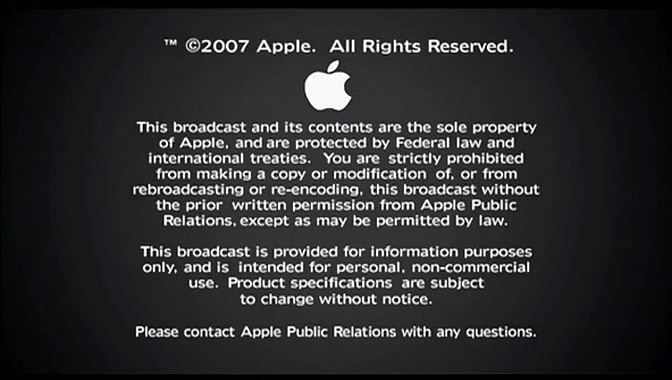 ™ ©2007 Apple. All Rights Reserved.
This broadcast and its contents are the sole property
of Apple, and are protected by Federal law and
international treaties. You are strictly prohibited
from making a copy or modification of, or from
rebroadcasting or re-encoding, this broadcast without
the prior written permission from Apple Public
Relations, except as may be permitted by law.
This broadcast is provided for information purposes
only, and is intended for personal, non-commercial
use. Product specifications are subject
to change without notice.
Please contact Apple Public Relations with any questions.